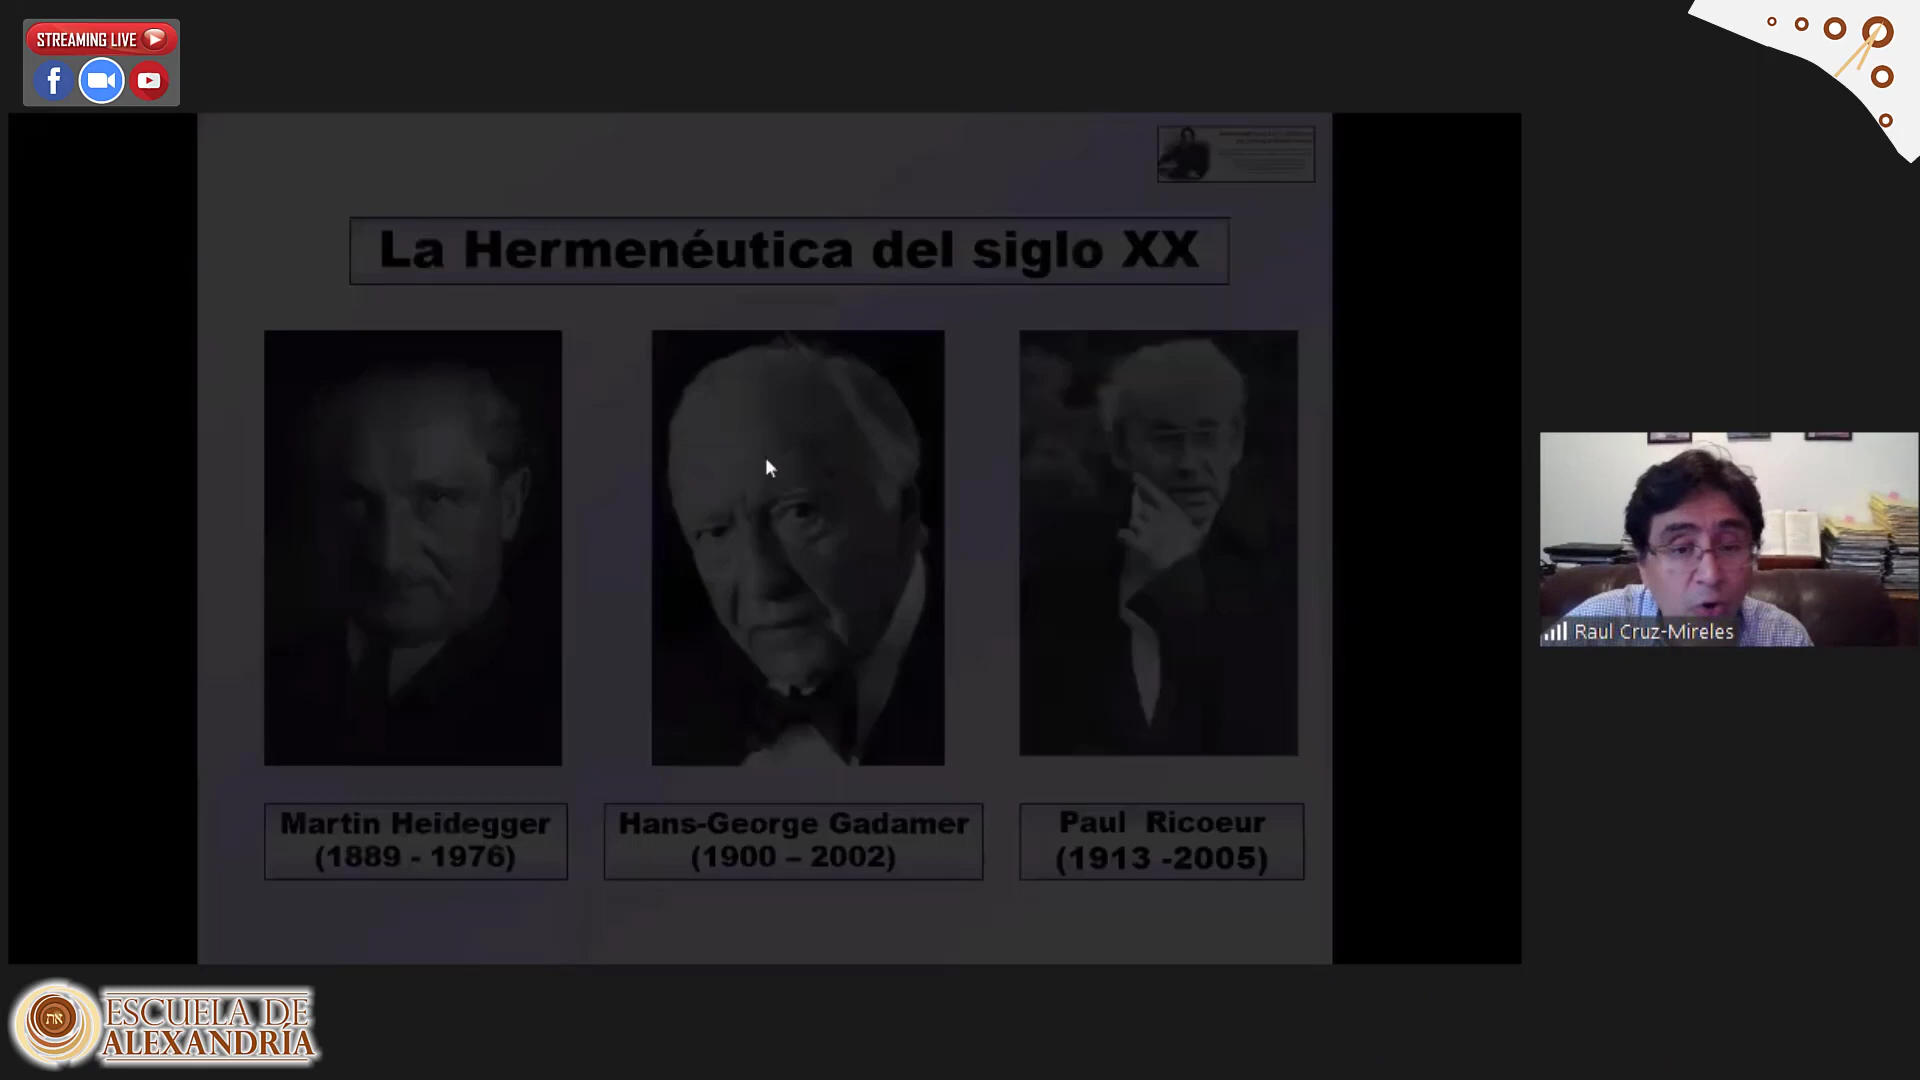 STREAMING LIVE
La Hermenéutica del siglo XX
Martin Heidegger
(1889 - 1976)
Hans-George Gadamer
(1900 – 2002)
Paul Ricoeur
(1913 -2005)
Raul Cruz-Mireles
את
ESCUELA DE
ALEXANDRÍA